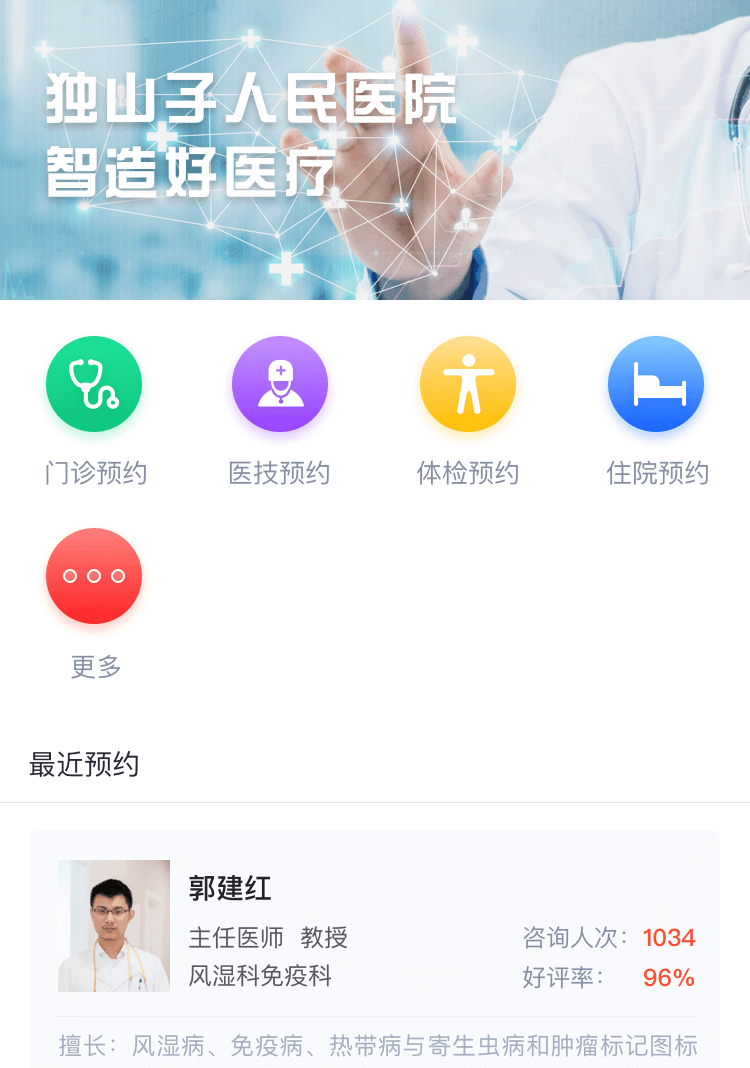 独山子人民医院
智造好医疗
门诊预约 医技预约 体检预约 住院预约
更多
最近预约
郭建红
主任医师 教授 咨询人次：1034
风湿科免疫科 好评率：96%
擅长：风湿病、免疫病、热带病与寄生虫病和肿瘤标记图标